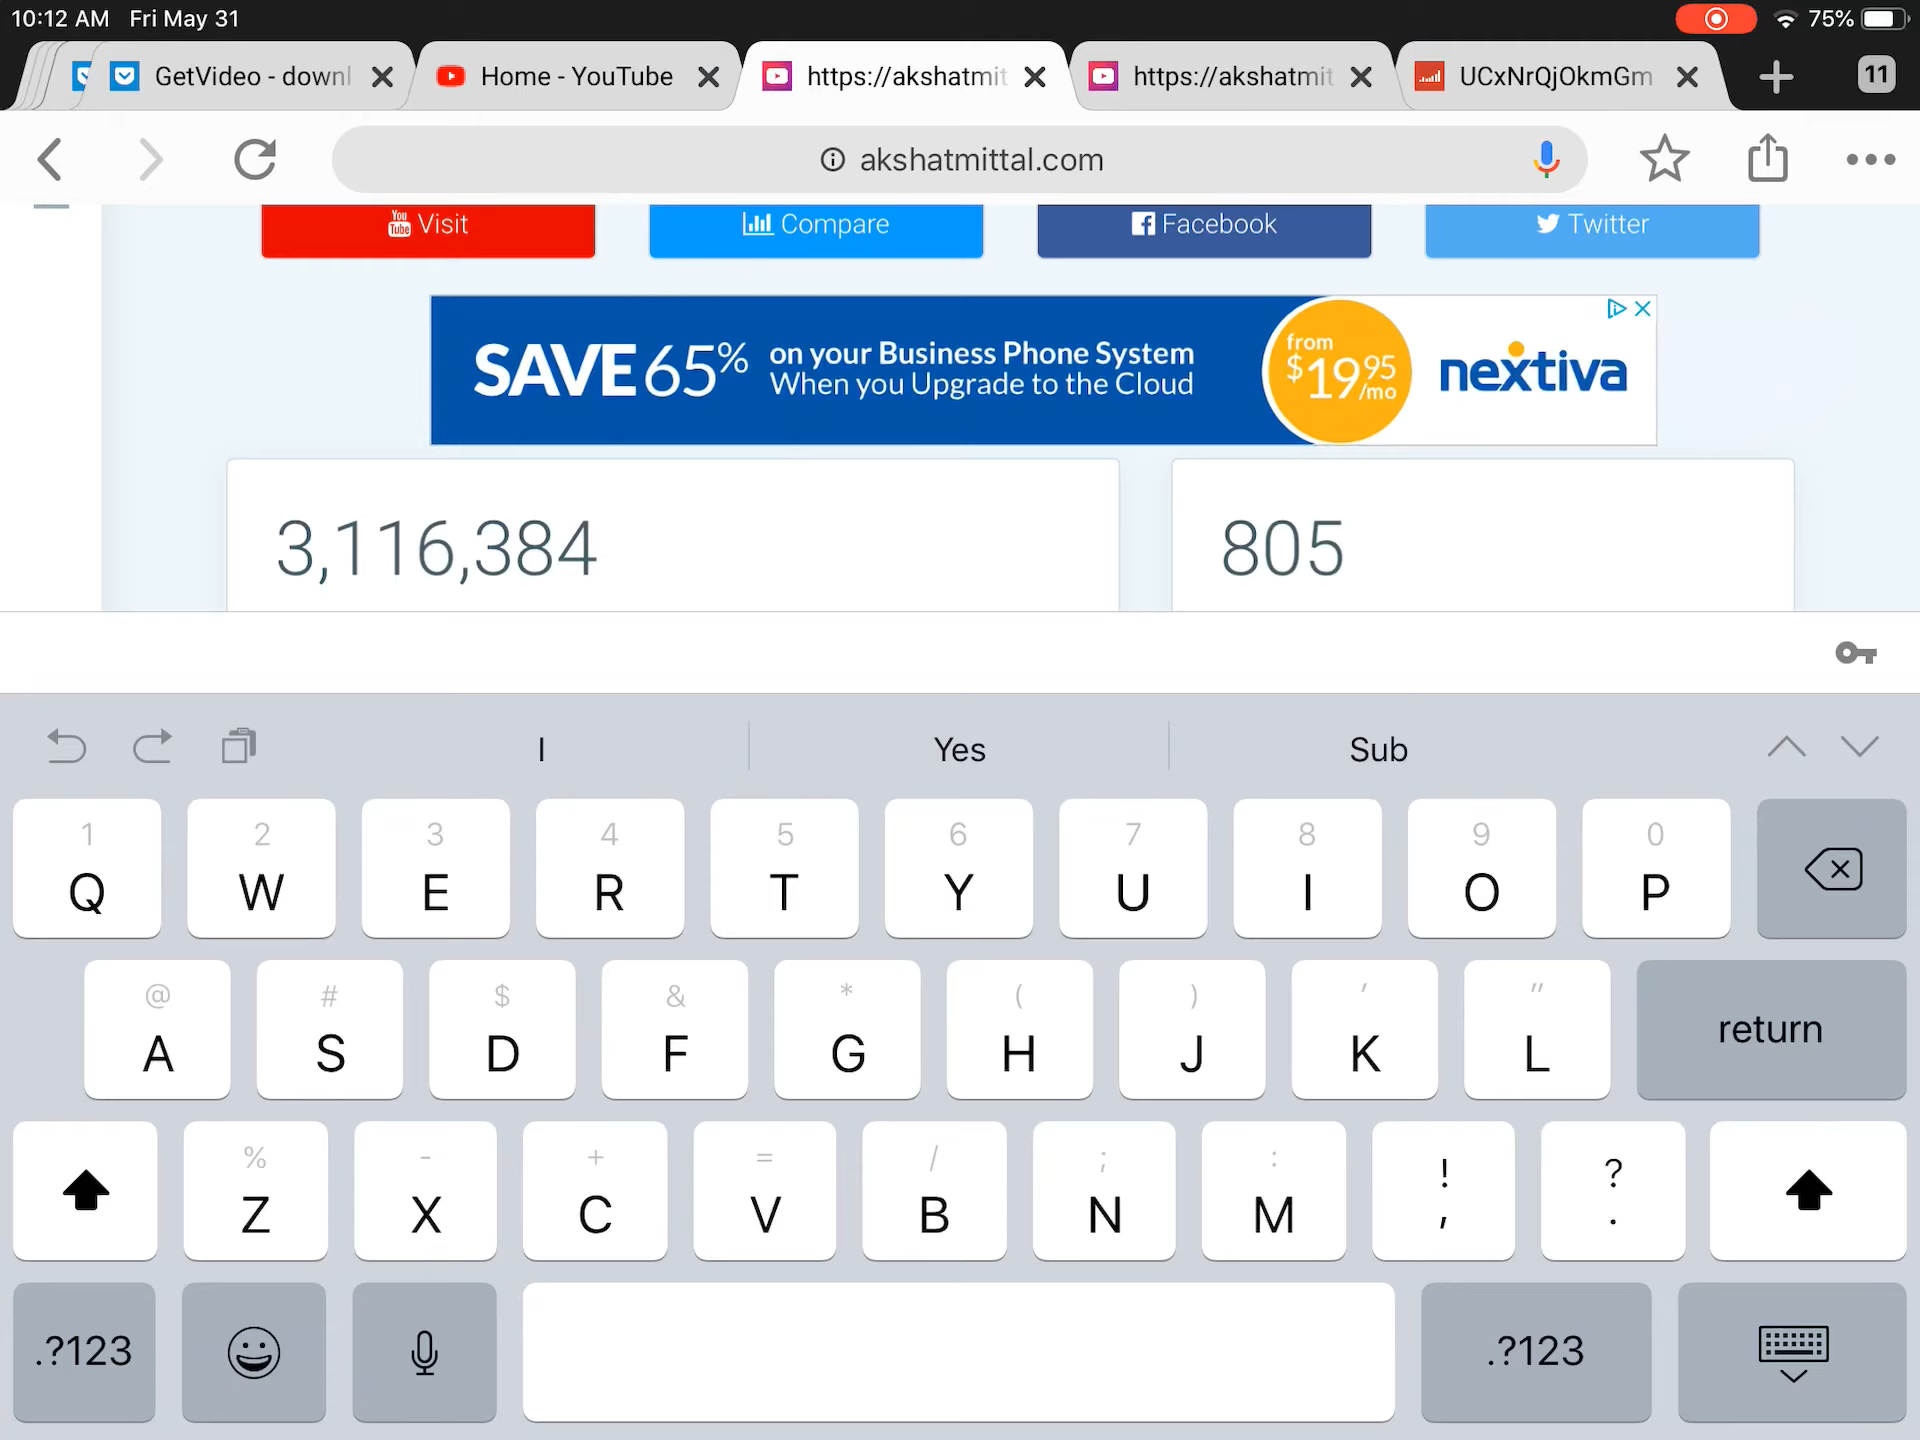 10:12 AM Fri May 31
75%
GetVideo - downl
Home - YouTube
https://akshatmit
https://akshatmit
UCxNrQjOkmGm
11
akshatmittal.com
You Tube Visit
Compare
Facebook
Twitter
SAVE 65% on your Business Phone System
When you Upgrade to the Cloud
from
$19.95/mo
nextiva
3,116,384
805
I Yes Sub
1 2 3 4 5 6 7 8 9 0
Q W E R T Y U I O P
@ # $ & * ( ) ' "
A S D F G H J K L return
% - + = / ; : ! ?
Z X C V B N M , .
.?123 .?123